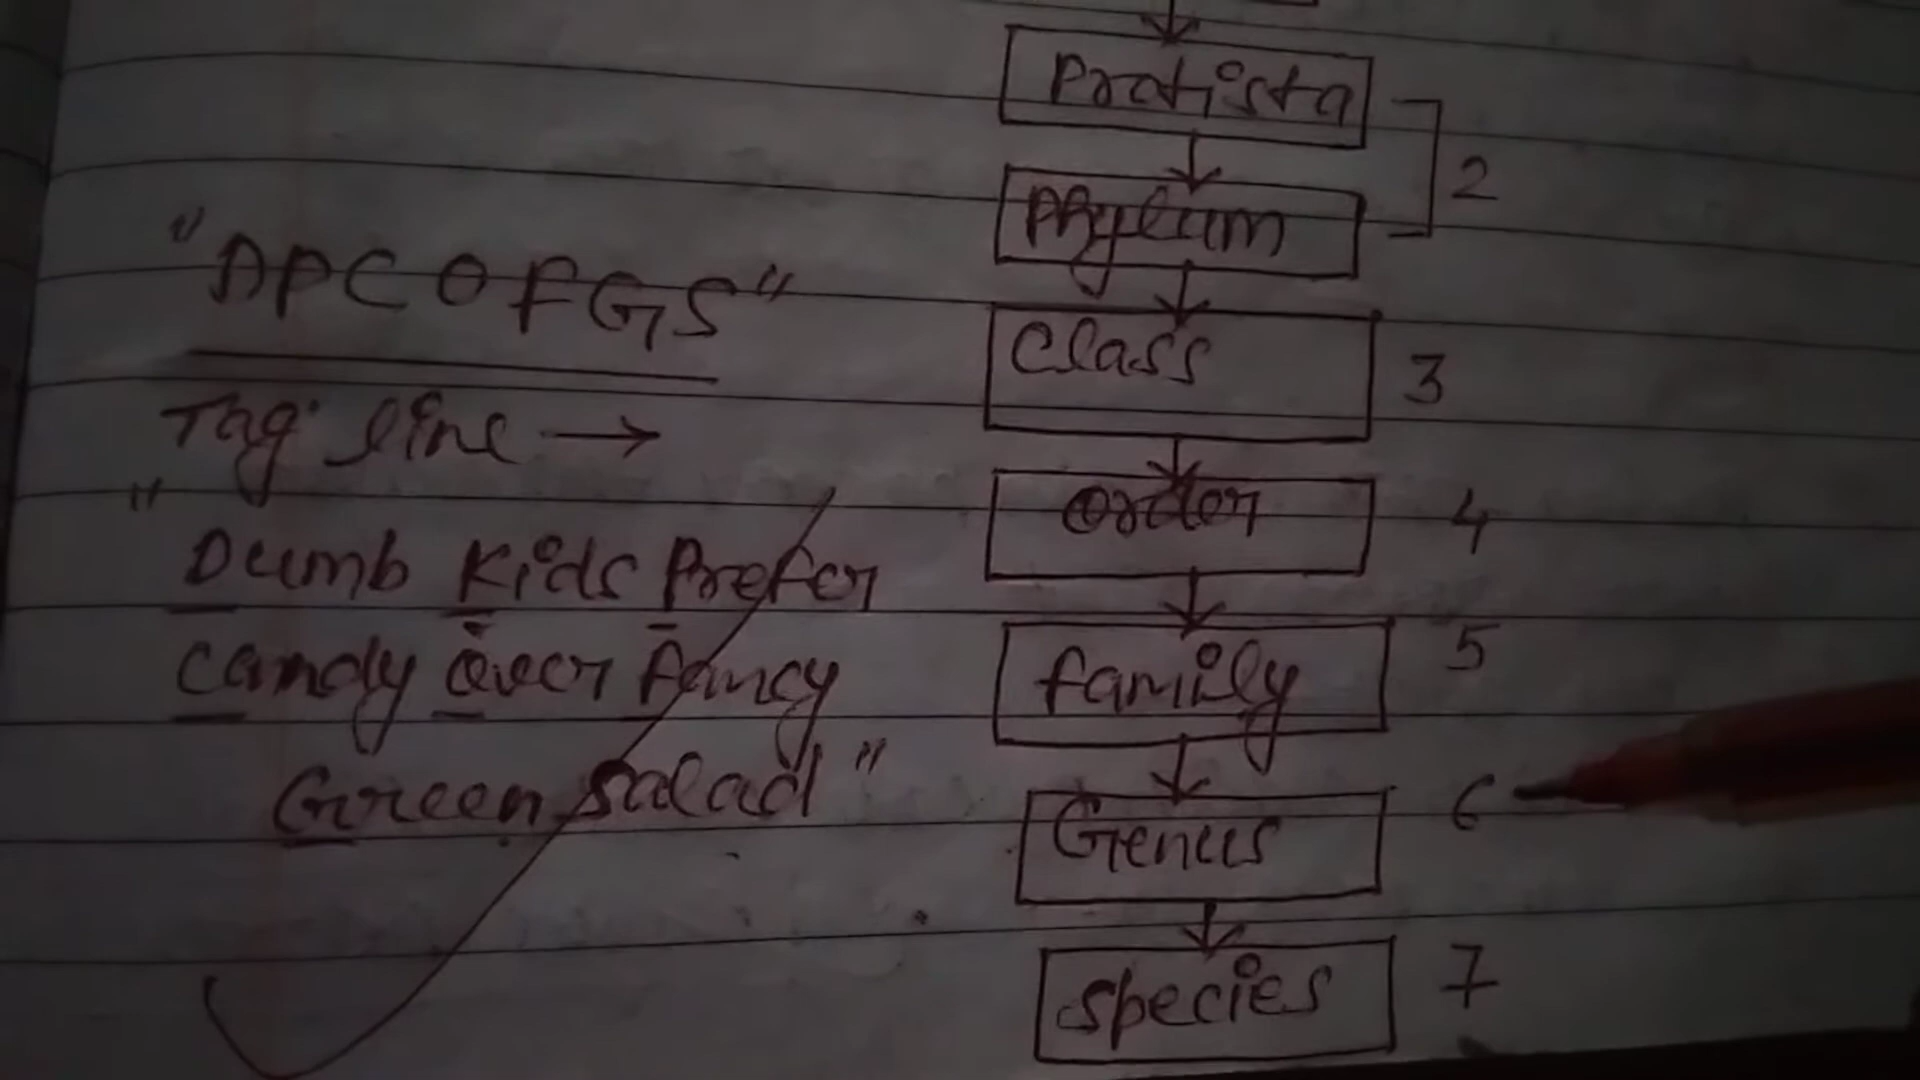 "DPCOFGS"
Tag line →
"
Dumb Kids Prefer
Candy Over Fancy
Green Salad"
Protista
Phylum
2
Class
3
order
4
family
5
Genus
6
species
7